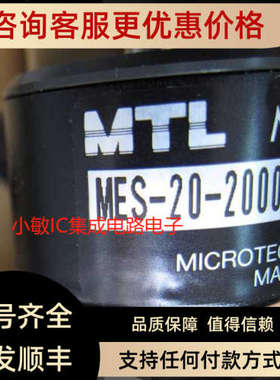 咨询客服更优惠价格
MTL
MES-20-2000
小敏IC集成电路电子
MICROTEC
MA
号齐全
品质保障 值得信赖
发顺丰
支持任何付款方式